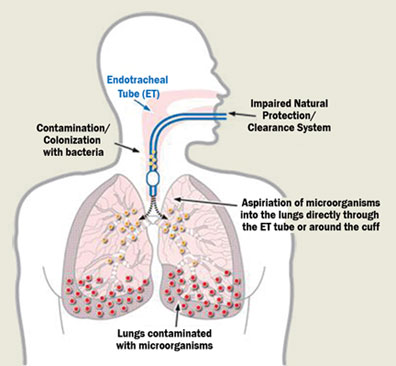 Endotracheal
Tube (ET)
Impaired Natural
Protection/
Clearance System
Contamination/
Colonization
with bacteria
Aspiriation of microorganisms
into the lungs directly through
the ET tube or around the cuff
Lungs contaminated
with microorganisms